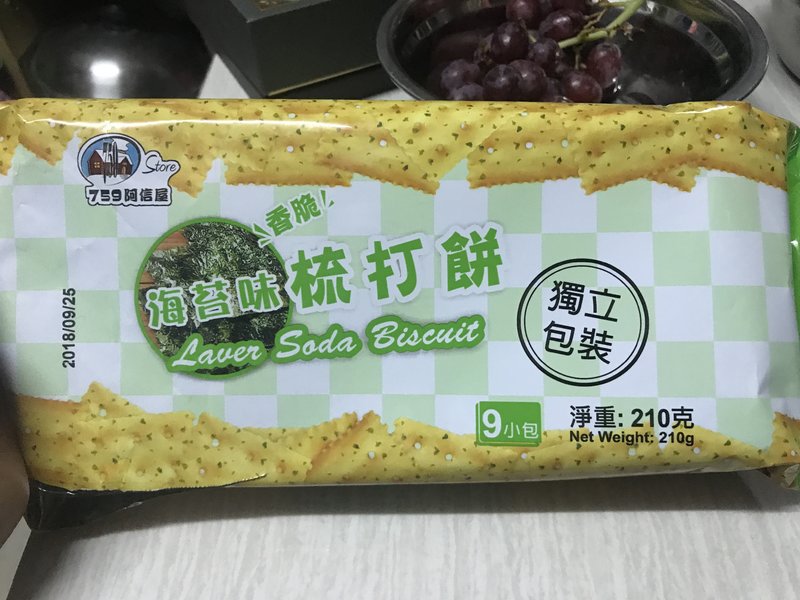 Store
759阿信屋
香脆
海苔味梳打餅
Laver Soda Biscuit
獨立
包裝
2018/09/25
9小包
淨重: 210克
Net Weight: 210g